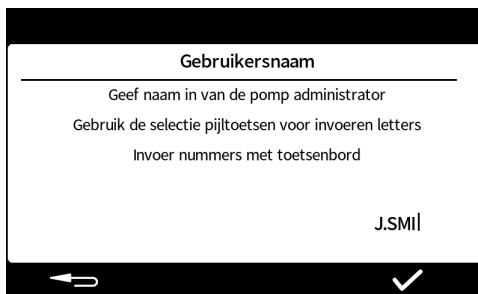 Gebruikersnaam
Geef naam in van de pomp administrator
Gebruik de selectie pijltoetsen voor invoeren letters
Invoer nummers met toetsenbord
J.SMI